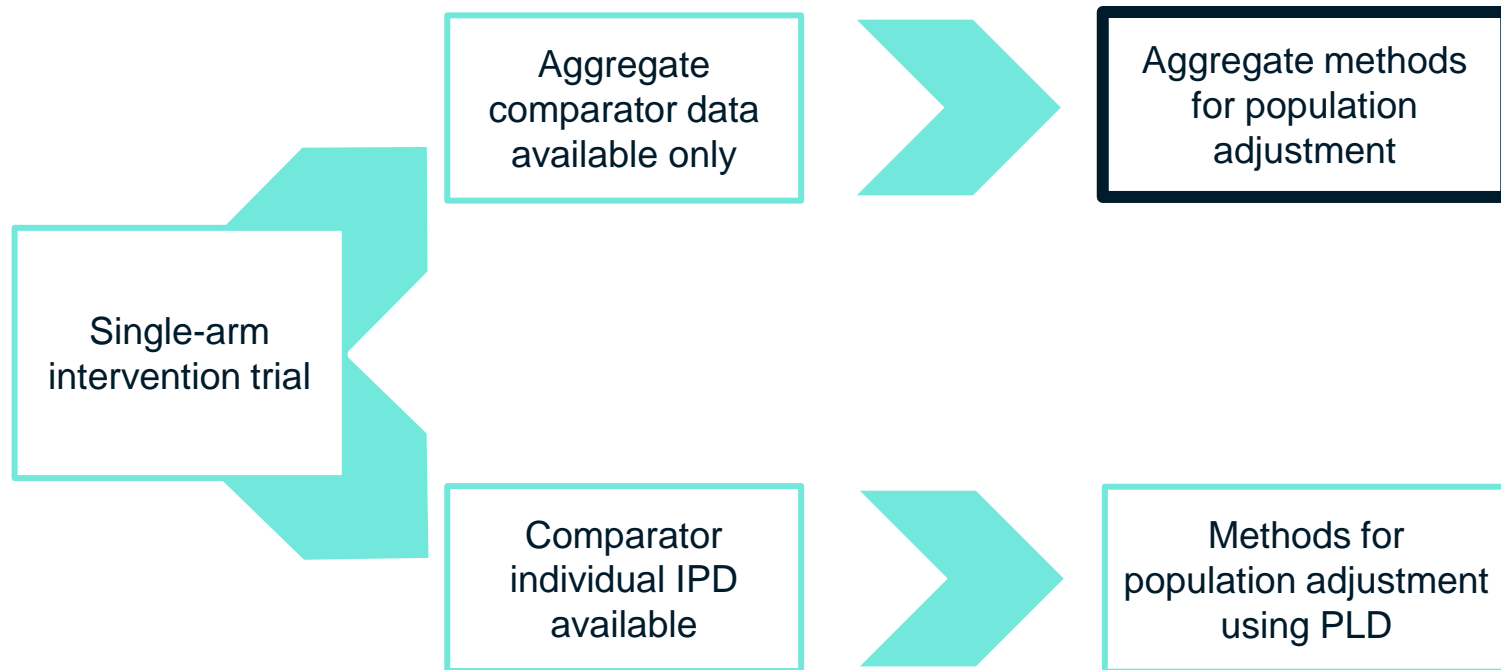 Aggregate
comparator data
available only
Aggregate methods
for population
adjustment
Single-arm
intervention trial
Comparator
individual IPD
available
Methods for
population adjustment
using PLD